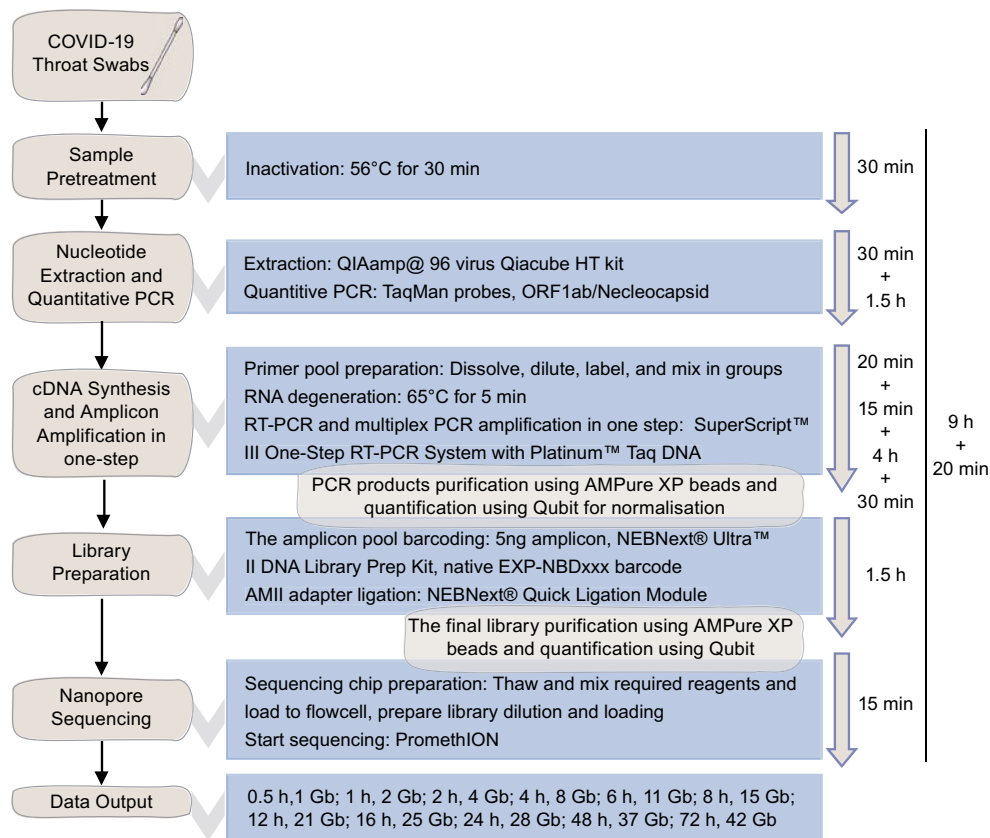 COVID-19
Throat Swabs
Sample
Pretreatment
Inactivation: 56°C for 30 min
30 min
Nucleotide
Extraction and
Quantitative PCR
Extraction: QIAamp@ 96 virus Qiacube HT kit
Quantitive PCR: TaqMan probes, ORF1ab/Necleocapsid
30 min
+
1.5 h
cDNA Synthesis
and Amplicon
Amplification in
one-step
Primer pool preparation: Dissolve, dilute, label, and mix in groups
RNA degeneration: 65°C for 5 min
RT-PCR and multiplex PCR amplification in one step: SuperScript™
III One-Step RT-PCR System with Platinum™ Taq DNA
PCR products purification using AMPure XP beads and
quantification using Qubit for normalisation
20 min
+
15 min
+
4 h
+
30 min
9 h
+
20 min
Library
Preparation
The amplicon pool barcoding: 5ng amplicon, NEBNext® Ultra™
II DNA Library Prep Kit, native EXP-NBDxxx barcode
AMII adapter ligation: NEBNext® Quick Ligation Module
The final library purification using AMPure XP
beads and quantification using Qubit
1.5 h
Nanopore
Sequencing
Sequencing chip preparation: Thaw and mix required reagents and
load to flowcell, prepare library dilution and loading
Start sequencing: PromethION
15 min
Data Output
0.5 h,1 Gb; 1 h, 2 Gb; 2 h, 4 Gb; 4 h, 8 Gb; 6 h, 11 Gb; 8 h, 15 Gb;
12 h, 21 Gb; 16 h, 25 Gb; 24 h, 28 Gb; 48 h, 37 Gb; 72 h, 42 Gb